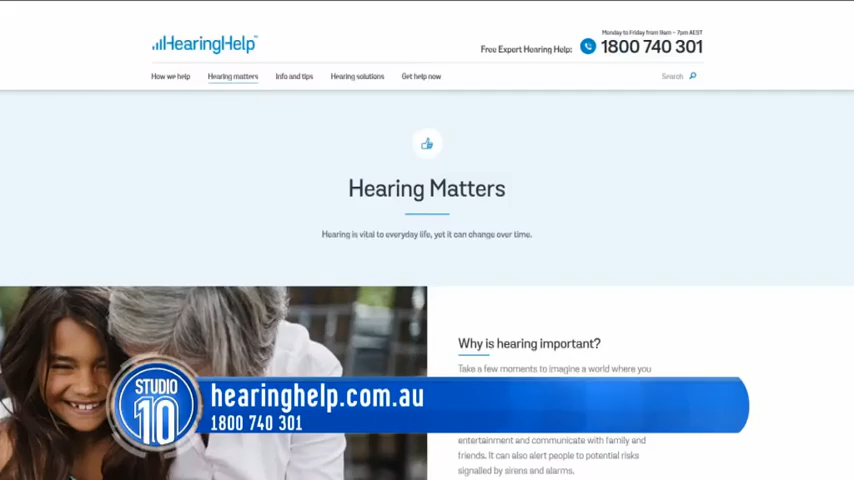 HearingHelp™
Monday to Friday from 9am - 7pm AEST
Free Expert Hearing Help:
1800 740 301
How we help
Hearing matters
Info and tips
Hearing solutions
Get help now
Search
Hearing Matters
Hearing is vital to everyday life, yet it can change over time.
Why is hearing important?
Take a few moments to imagine a world where you
STUDIO
10
hearinghelp.com.au
1800 740 301
entertainment and communicate with family and
friends. It can also alert people to potential risks
signalled by sirens and alarms.